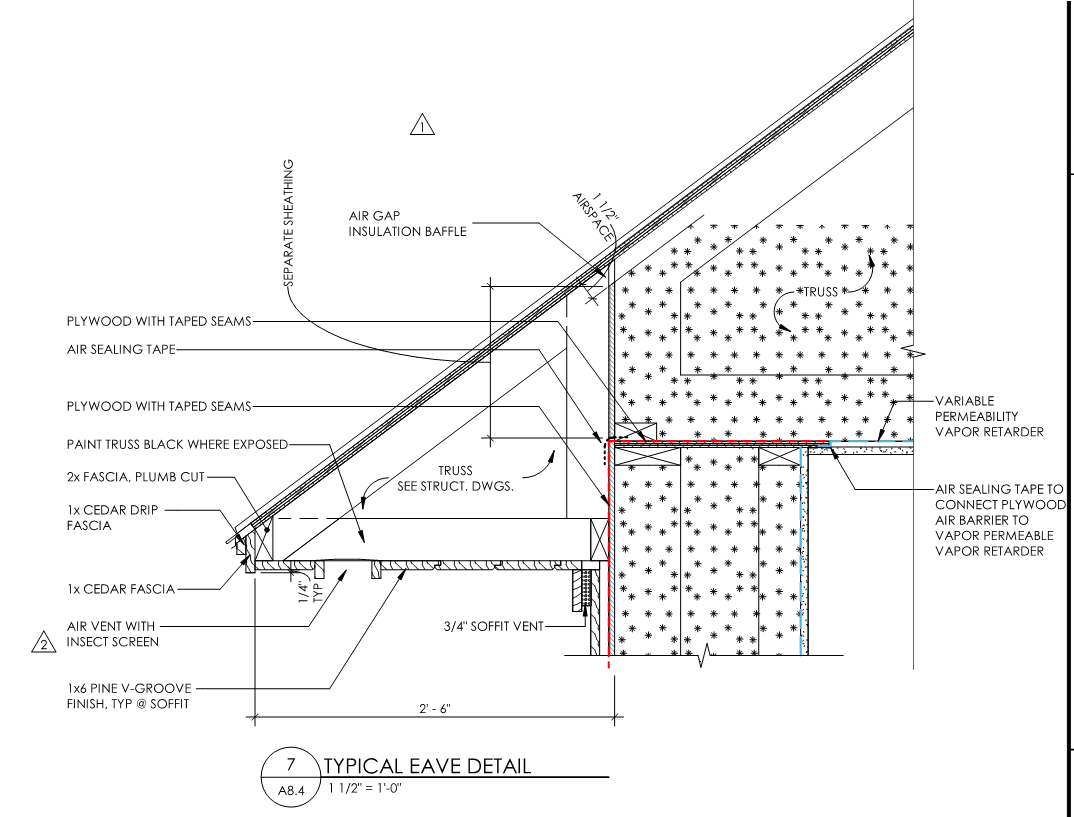 1
SEPARATE SHEATHING
AIR GAP
INSULATION BAFFLE
1 1/2"
AIRSPACE
TRUSS
PLYWOOD WITH TAPED SEAMS
AIR SEALING TAPE
PLYWOOD WITH TAPED SEAMS
PAINT TRUSS BLACK WHERE EXPOSED
2x FASCIA, PLUMB CUT
1x CEDAR DRIP
FASCIA
1x CEDAR FASCIA
2
AIR VENT WITH
INSECT SCREEN
1x6 PINE V-GROOVE
FINISH, TYP @ SOFFIT
TRUSS
SEE STRUCT. DWGS.
1/4"
TYP
3/4" SOFFIT VENT
VARIABLE
PERMEABILITY
VAPOR RETARDER
AIR SEALING TAPE TO
CONNECT PLYWOOD
AIR BARRIER TO
VAPOR PERMEABLE
VAPOR RETARDER
2' - 6"
7
A8.4
TYPICAL EAVE DETAIL
1 1/2" = 1'-0"